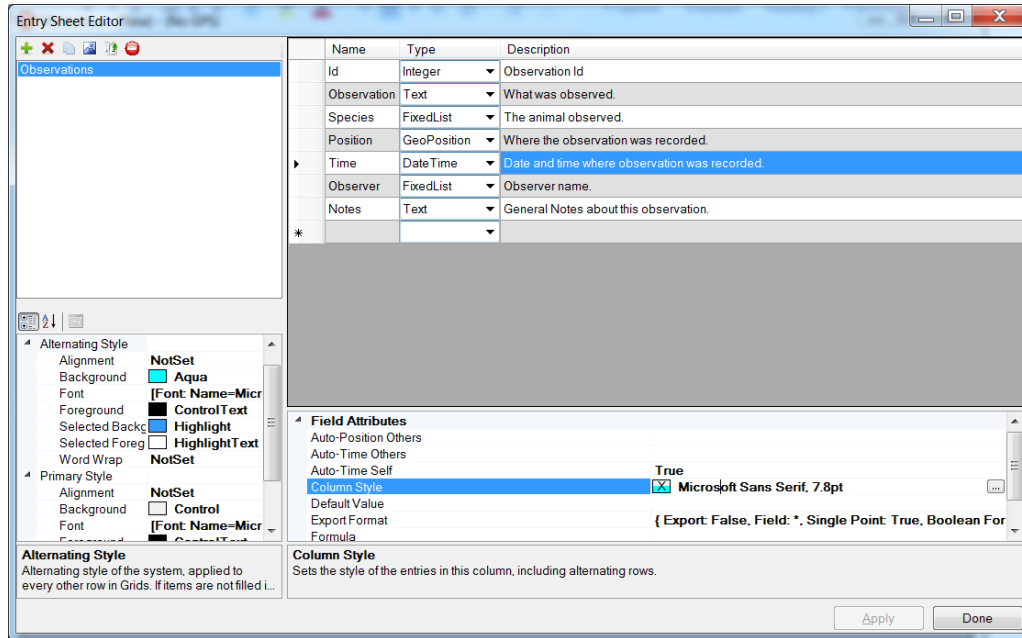 Entry Sheet Editor
Observations
Name Type Description
Id Integer Observation Id
Observation Text What was observed.
Species FixedList The animal observed.
Position GeoPosition Where the observation was recorded.
Time DateTime Date and time where observation was recorded.
Observer FixedList Observer name.
Notes Text General Notes about this observation.
Alternating Style
Alignment NotSet
Background Aqua
Font [Font: Name=Micr
Foreground ControlText
Selected Backg Highlight
Selected Foreg HighlightText
Word Wrap NotSet
Primary Style
Alignment NotSet
Background Control
Font [Font: Name=Micr
Foreground ControlText
Alternating Style
Alternating style of the system, applied to
every other row in Grids. If items are not filled i...
Field Attributes
Auto-Position Others
Auto-Time Others
Auto-Time Self True
Column Style X Microsoft Sans Serif, 7.8pt ...
Default Value
Export Format { Export: False, Field: *, Single Point: True, Boolean For
Formula
Column Style
Sets the style of the entries in this column, including alternating rows.
Apply Done